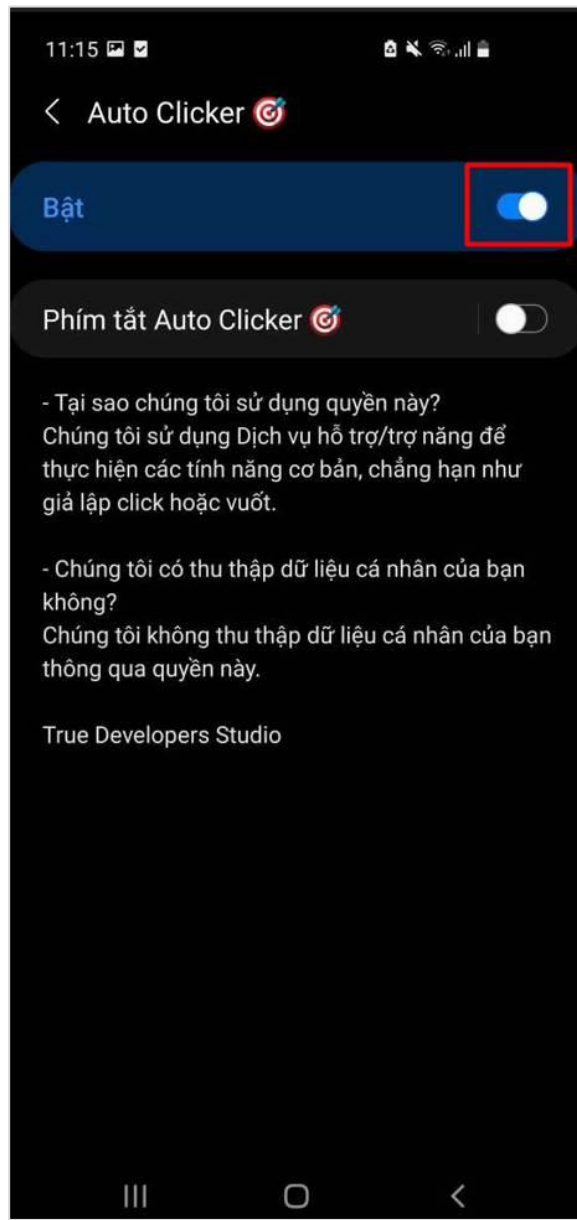 11:15
Auto Clicker 🎯
Bật
Phím tắt Auto Clicker 🎯
- Tại sao chúng tôi sử dụng quyền này?
Chúng tôi sử dụng Dịch vụ hỗ trợ/trợ năng để
thực hiện các tính năng cơ bản, chẳng hạn như
giả lập click hoặc vuốt.
- Chúng tôi có thu thập dữ liệu cá nhân của bạn
không?
Chúng tôi không thu thập dữ liệu cá nhân của bạn
thông qua quyền này.
True Developers Studio